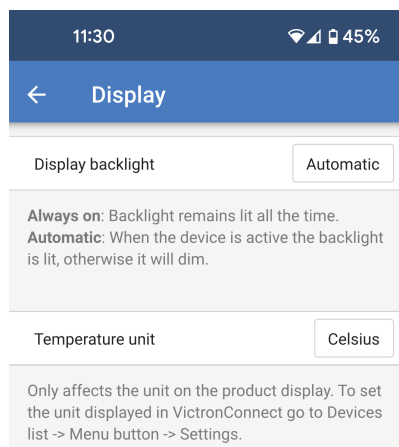 11:30 45%
Display
Display backlight Automatic
Always on: Backlight remains lit all the time.
Automatic: When the device is active the backlight
is lit, otherwise it will dim.
Temperature unit Celsius
Only affects the unit on the product display. To set
the unit displayed in VictronConnect go to Devices
list -> Menu button -> Settings.